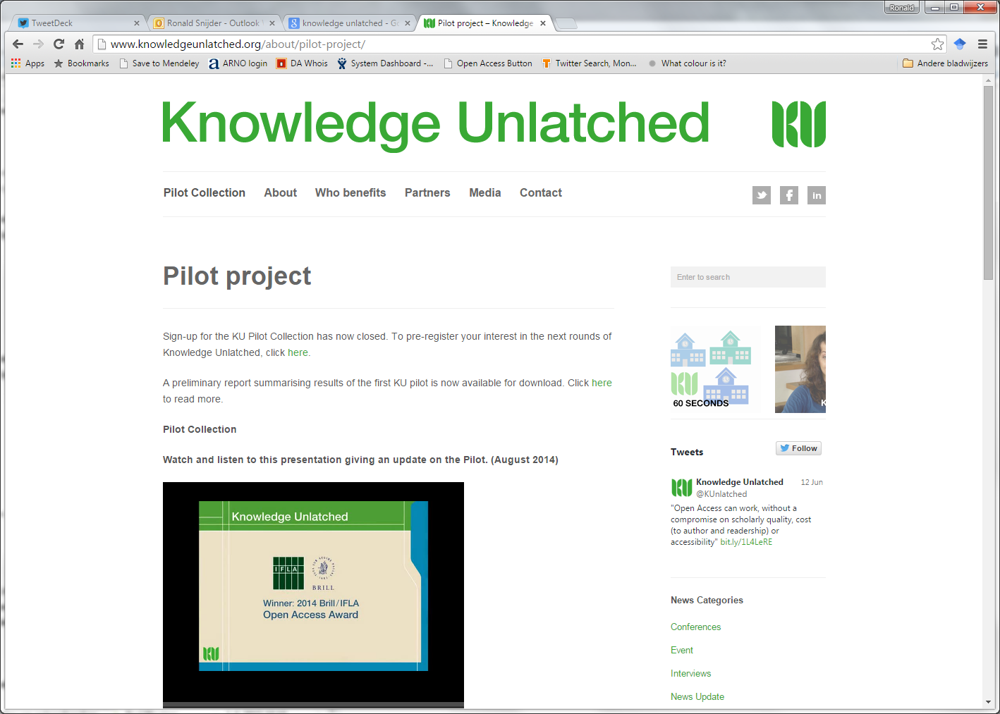 Ronald
TweetDeck
Ronald Snijder - Outlook
knowledge unlatched - Go
Pilot project – Knowledge
www.knowledgeunlatched.org/about/pilot-project/
Apps
Bookmarks
Save to Mendeley
ARNO login
DA Whois
System Dashboard -...
Open Access Button
Twitter Search, Mon...
What colour is it?
Andere bladwijzers
Knowledge Unlatched
KU
Pilot Collection
About
Who benefits
Partners
Media
Contact
Pilot project
Enter to search
Sign-up for the KU Pilot Collection has now closed. To pre-register your interest in the next rounds of
Knowledge Unlatched, click here.
A preliminary report summarising results of the first KU pilot is now available for download. Click here
to read more.
Pilot Collection
Watch and listen to this presentation giving an update on the Pilot. (August 2014)
Knowledge Unlatched
IFLA
BRILL
Winner: 2014 Brill/IFLA
Open Access Award
KU
KU
60 SECONDS
K
Tweets
Follow
KU
Knowledge Unlatched
12 Jun
@KUnlatched
"Open Access can work, without a
compromise on scholarly quality, cost
(to author and readership) or
accessibility" bit.ly/1L4LeRE
News Categories
Conferences
Event
Interviews
News Update